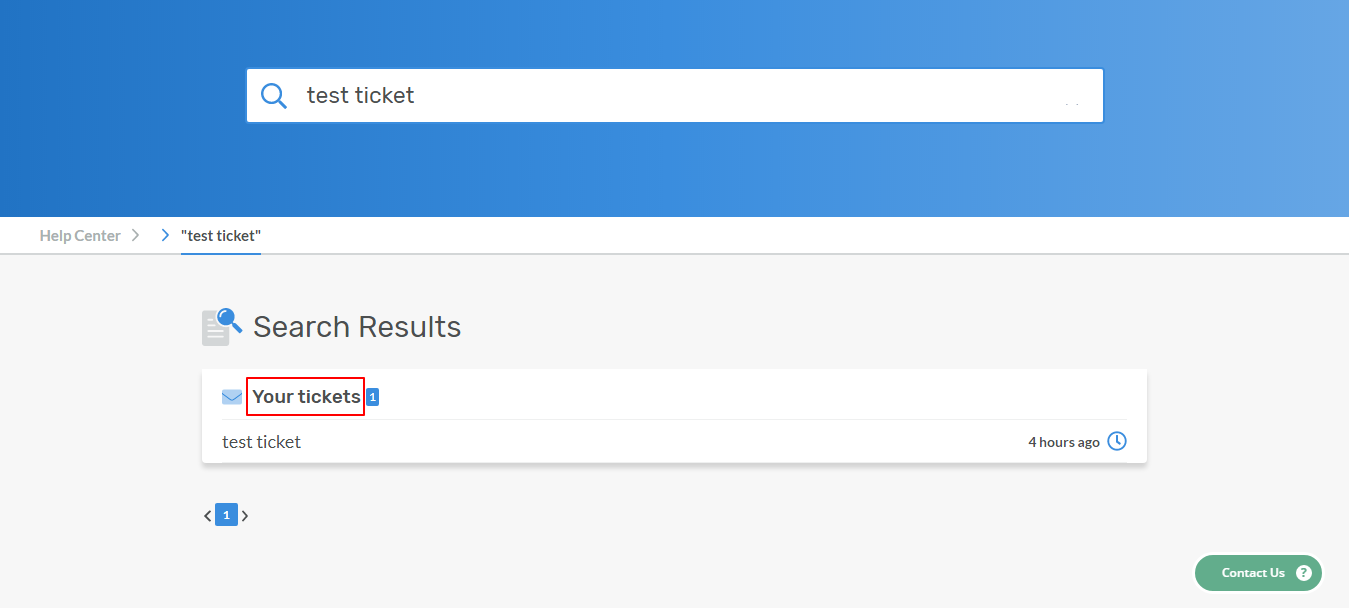 test ticket
Help Center "test ticket"
Search Results
Your tickets 1
test ticket 4 hours ago
1
Contact Us ?